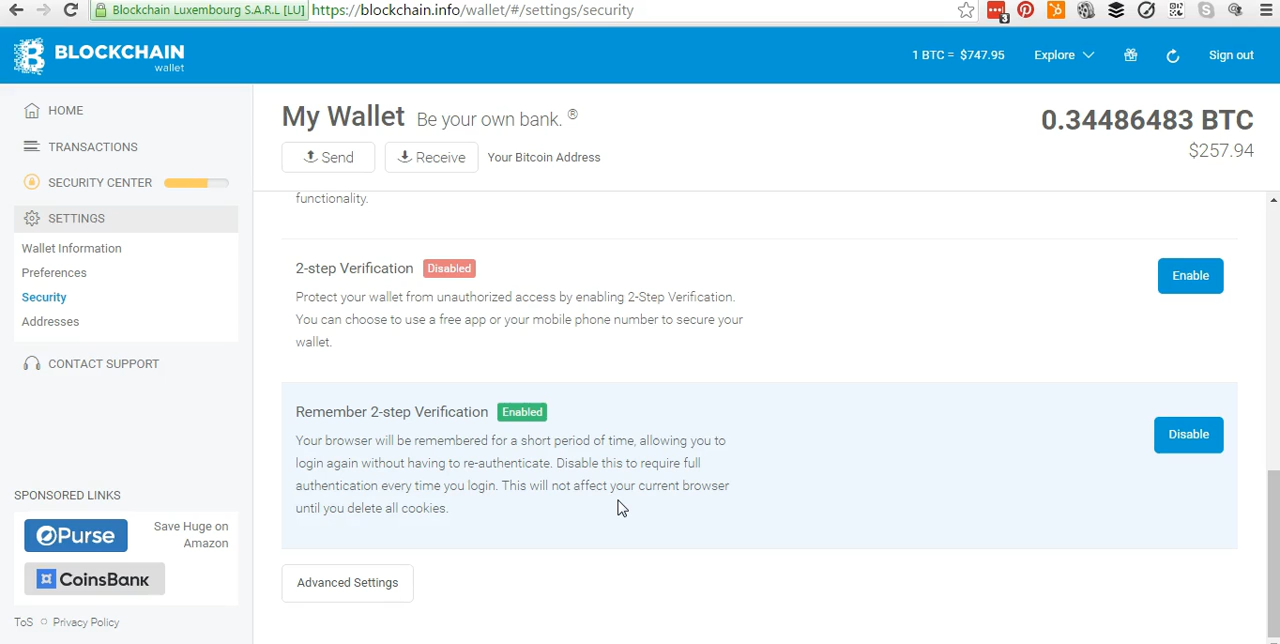 Blockchain Luxembourg S.A.R.L [LU] https://blockchain.info/wallet/#/settings/security
3
BLOCKCHAIN
wallet
1 BTC = $747.95 Explore Sign out
HOME
TRANSACTIONS
SECURITY CENTER
SETTINGS
Wallet Information
Preferences
Security
Addresses
CONTACT SUPPORT
SPONSORED LINKS
Purse
Save Huge on
Amazon
CoinsBank
ToS Privacy Policy
My Wallet Be your own bank. ®
0.34486483 BTC
$257.94
Send Receive Your Bitcoin Address
functionality.
2-step Verification Disabled
Enable
Protect your wallet from unauthorized access by enabling 2-Step Verification.
You can choose to use a free app or your mobile phone number to secure your
wallet.
Remember 2-step Verification Enabled
Disable
Your browser will be remembered for a short period of time, allowing you to
login again without having to re-authenticate. Disable this to require full
authentication every time you login. This will not affect your current browser
until you delete all cookies.
Advanced Settings